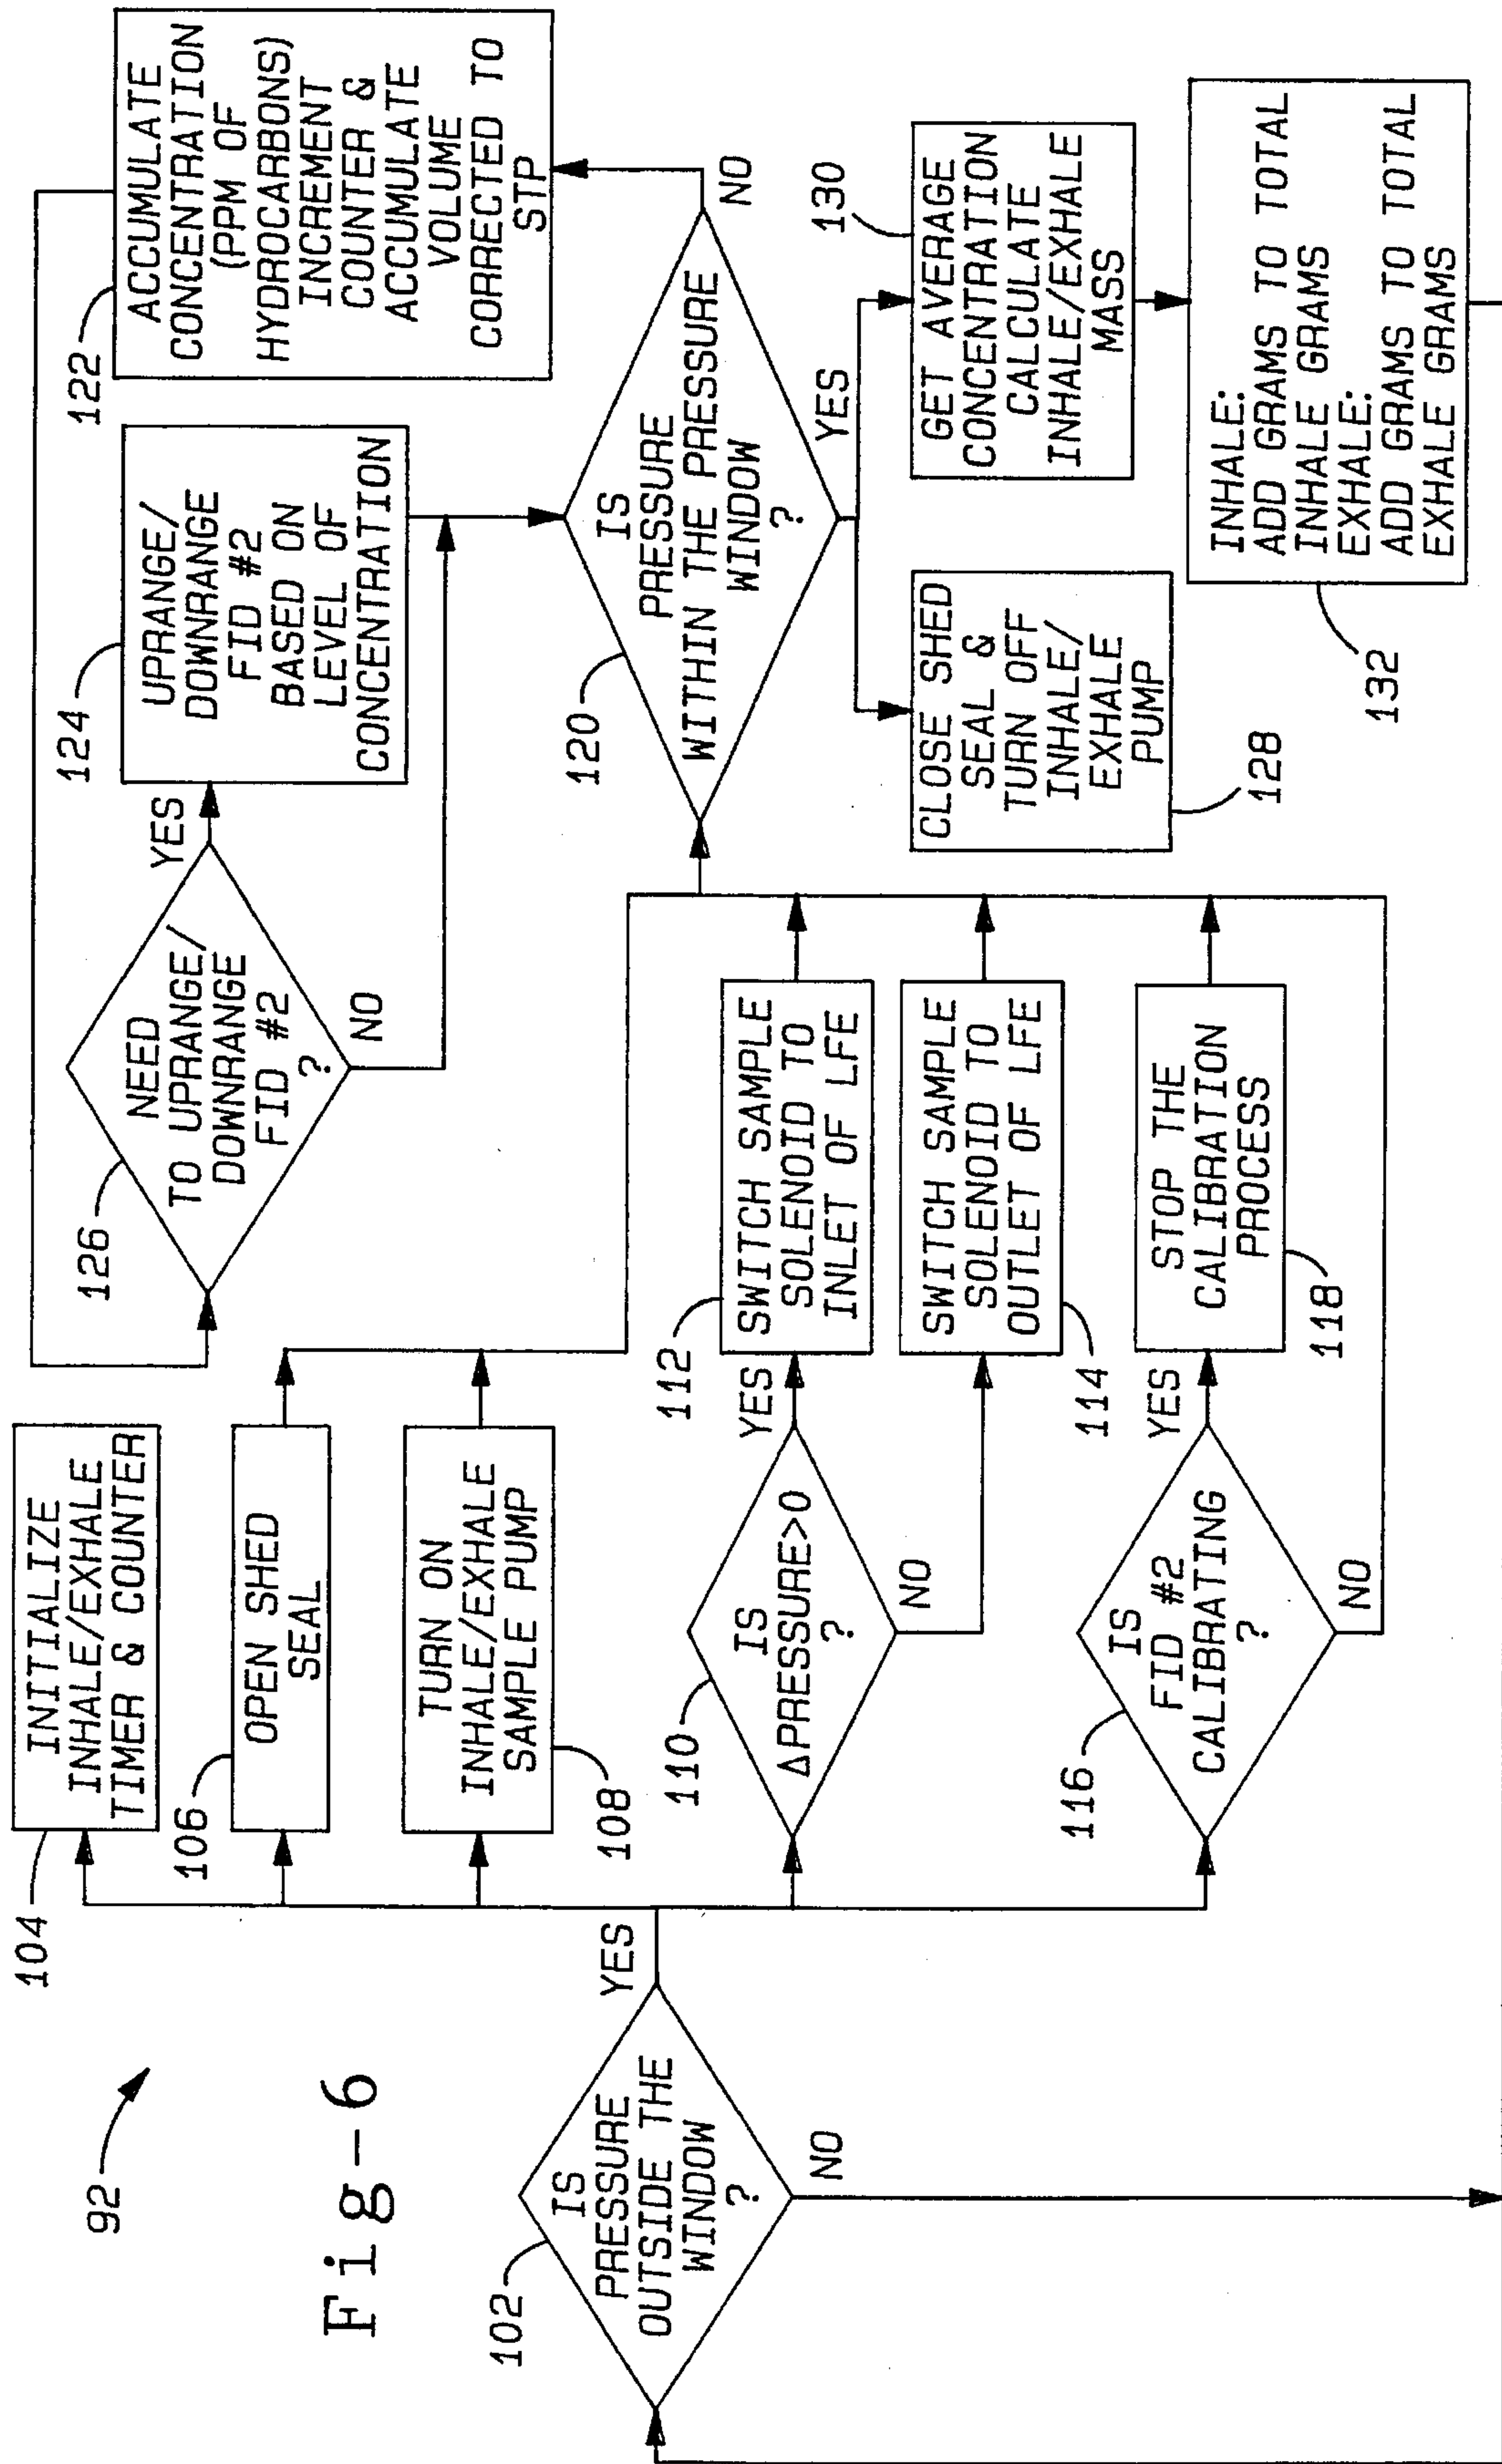 92
Fig-6
102
IS
PRESSURE
OUTSIDE THE
WINDOW
?
YES
NO
104
INITIALIZE
INHALE/EXHALE
TIMER & COUNTER
106
OPEN SHED
SEAL
108
TURN ON
INHALE/EXHALE
SAMPLE PUMP
110
IS
ΔPRESSURE>0
?
YES
NO
112
SWITCH SAMPLE
SOLENOID TO
INLET OF LFE
114
SWITCH SAMPLE
SOLENOID TO
OUTLET OF LFE
116
IS
FID #2
CALIBRATING
?
YES
NO
118
STOP THE
CALIBRATION
PROCESS
126
NEED
TO UPRANGE/
DOWNRANGE
FID #2
?
YES
NO
124
UPRANGE/
DOWNRANGE
FID #2
BASED ON
LEVEL OF
CONCENTRATION
122
ACCUMULATE
CONCENTRATION
(PPM OF
HYDROCARBONS)
INCREMENT
COUNTER &
ACCUMULATE
VOLUME
CORRECTED TO
STP
120
IS
PRESSURE
WITHIN THE PRESSURE
WINDOW
?
NO
YES
128
CLOSE SHED
SEAL &
TURN OFF
INHALE/
EXHALE
PUMP
130
GET AVERAGE
CONCENTRATION
CALCULATE
INHALE/EXHALE
MASS
132
INHALE:
ADD GRAMS TO TOTAL
INHALE GRAMS
EXHALE:
ADD GRAMS TO TOTAL
EXHALE GRAMS